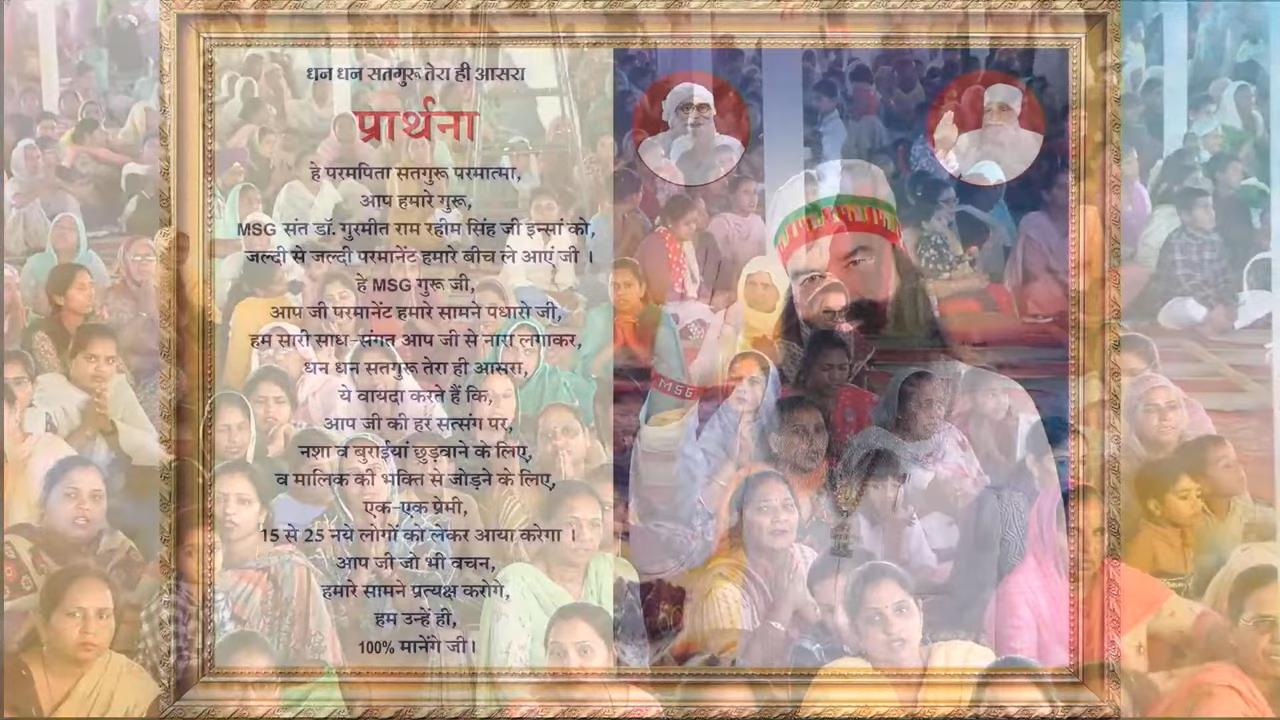 धन धन सतगुरू तेरा ही आसरा
प्रार्थना
हे परमपिता सतगुरू परमात्मा,
आप हमारे गुरू,
MSG संत डॉ. गुरमीत राम रहीम सिंह जी इन्सां को,
जल्दी से जल्दी परमानेंट हमारे बीच ले आएं जी ।
हे MSG गुरू जी,
आप जी परमानेंट हमारे सामने पधारो जी,
हम सारी साध-संगत आप जी से नारा लगाकर,
धन धन सतगुरू तेरा ही आसरा,
ये वायदा करते हैं कि,
आप जी की हर सत्संग पर,
नशा व बुराईयां छुड़वाने के लिए,
व मालिक की भक्ति से जोड़ने के लिए,
एक-एक प्रेमी,
15 से 25 नये लोगों को लेकर आया करेगा ।
आप जी जो भी वचन,
हमारे सामने प्रत्यक्ष करोगे,
हम उन्हें ही,
100% मानेंगे जी ।
MSG